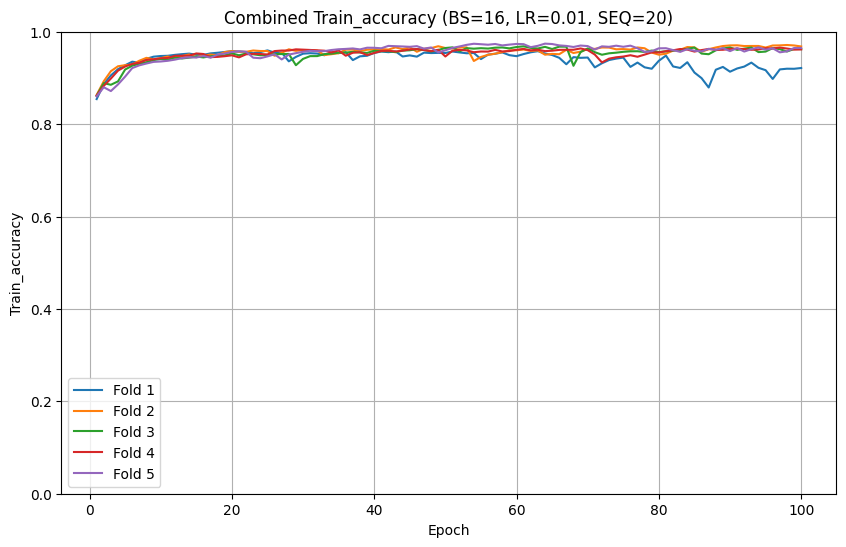 Combined Train_accuracy (BS=16, LR=0.01, SEQ=20)
Train_accuracy
1.0
0.8
0.6
0.4
0.2
0.0
Fold 1
Fold 2
Fold 3
Fold 4
Fold 5
0 20 40 60 80 100
Epoch